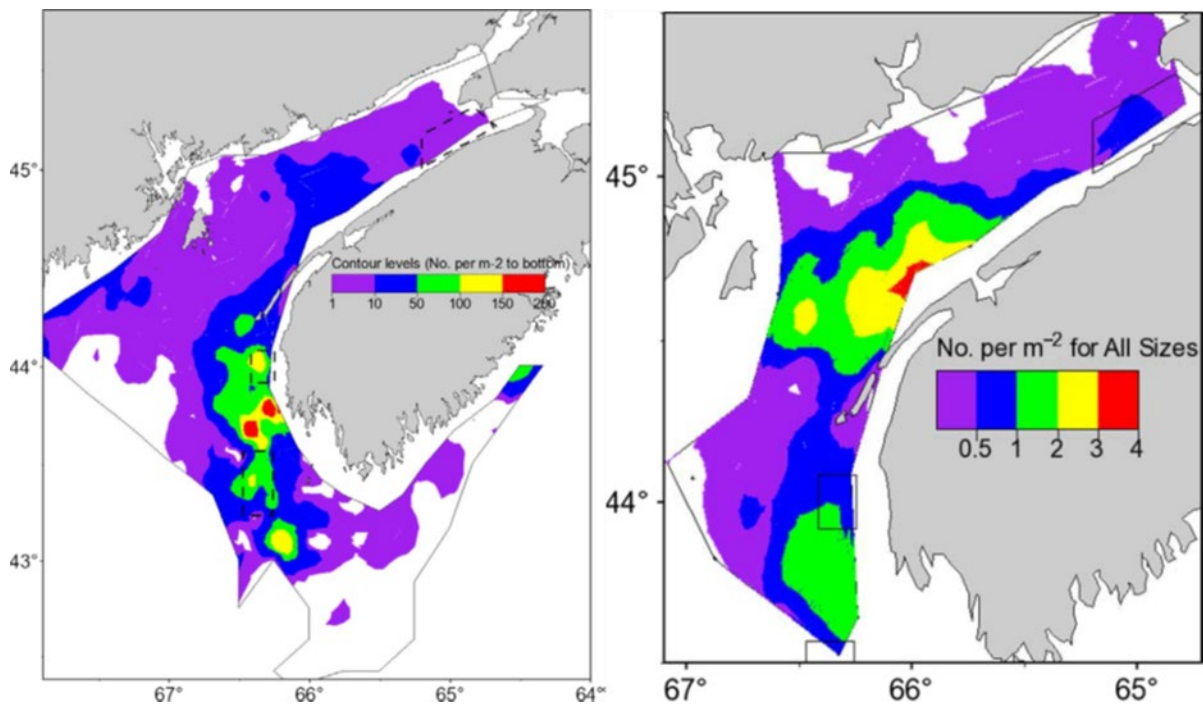 45°
44°
43°
Contour levels (No. per m-2 to bottom)
1 10 50 100 150 200
67° 66° 65° 64°
45°
44°
No. per m⁻² for All Sizes
0.5 1 2 3 4
67° 66° 65°